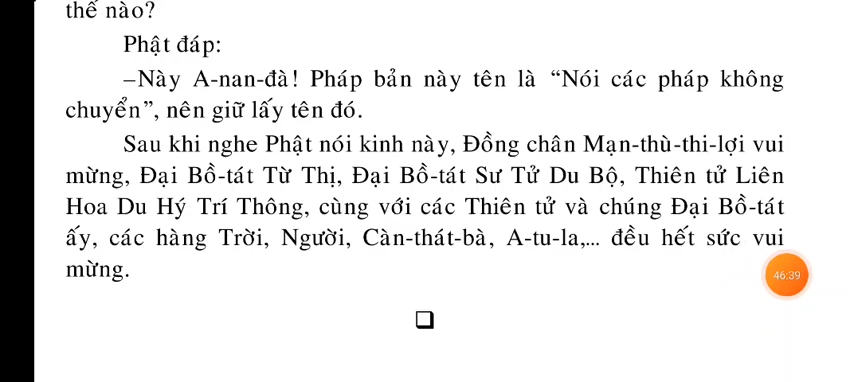 thế nào?
Phật đáp:
–Này A-nan-đà! Pháp bản này tên là “Nói các pháp không
chuyển”, nên giữ lấy tên đó.
Sau khi nghe Phật nói kinh này, Đồng chân Mạn-thù-thi-lợi vui
mừng, Đại Bồ-tát Từ Thị, Đại Bồ-tát Sư Tử Du Bộ, Thiên tử Liên
Hoa Du Hý Trí Thông, cùng với các Thiên tử và chúng Đại Bồ-tát
ấy, các hàng Trời, Người, Càn-thát-bà, A-tu-la,... đều hết sức vui
mừng.
46:39